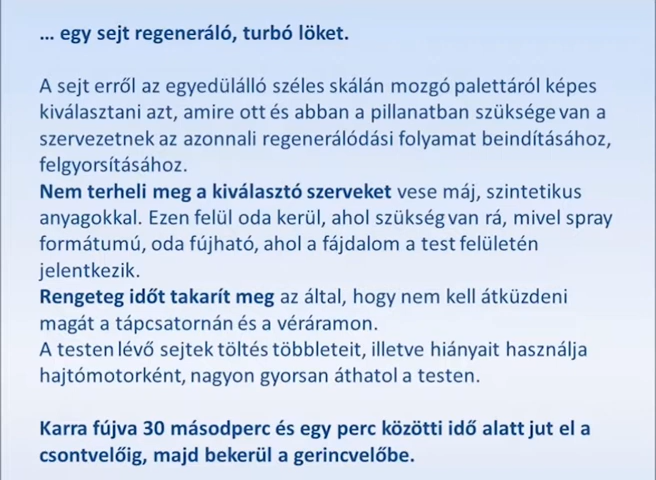 ... egy sejt regeneráló, turbó löket.
A sejt erről az egyedülálló széles skálán mozgó palettáról képes
kiválasztani azt, amire ott és abban a pillanatban szüksége van a
szervezetnek az azonnali regenerálódási folyamat beindításához,
felgyorsításához.
Nem terheli meg a kiválasztó szerveket vese máj, szintetikus
anyagokkal. Ezen felül oda kerül, ahol szükség van rá, mivel spray
formátumú, oda fújható, ahol a fájdalom a test felületén
jelentkezik.
Rengeteg időt takarít meg az által, hogy nem kell átküzdeni
magát a tápcsatornán és a véráramon.
A testen lévő sejtek töltés többleteit, illetve hiányait használja
hajtómotorként, nagyon gyorsan áthatol a testen.
Karra fújva 30 másodperc és egy perc közötti idő alatt jut el a
csontvelőig, majd bekerül a gerincvelőbe.